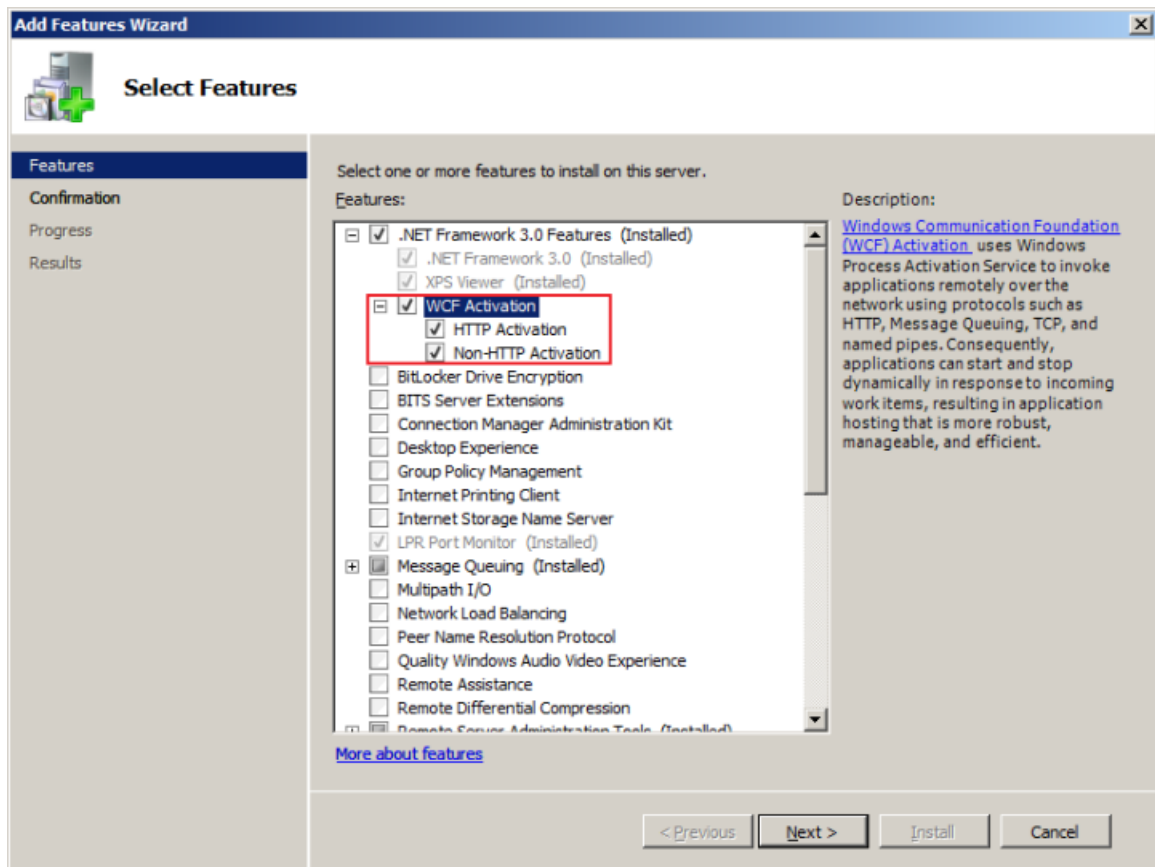 Add Features Wizard
Select Features
Features
Confirmation
Progress
Results
Select one or more features to install on this server.
Features:
.NET Framework 3.0 Features (Installed)
.NET Framework 3.0 (Installed)
XPS Viewer (Installed)
WCF Activation
HTTP Activation
Non-HTTP Activation
BitLocker Drive Encryption
BITS Server Extensions
Connection Manager Administration Kit
Desktop Experience
Group Policy Management
Internet Printing Client
Internet Storage Name Server
LPR Port Monitor (Installed)
Message Queuing (Installed)
Multipath I/O
Network Load Balancing
Peer Name Resolution Protocol
Quality Windows Audio Video Experience
Remote Assistance
Remote Differential Compression
Remote Server Administration Tools (Installed)
More about features
Description:
Windows Communication Foundation
(WCF) Activation uses Windows
Process Activation Service to invoke
applications remotely over the
network using protocols such as
HTTP, Message Queuing, TCP, and
named pipes. Consequently,
applications can start and stop
dynamically in response to incoming
work items, resulting in application
hosting that is more robust,
manageable, and efficient.
< Previous
Next >
Install
Cancel